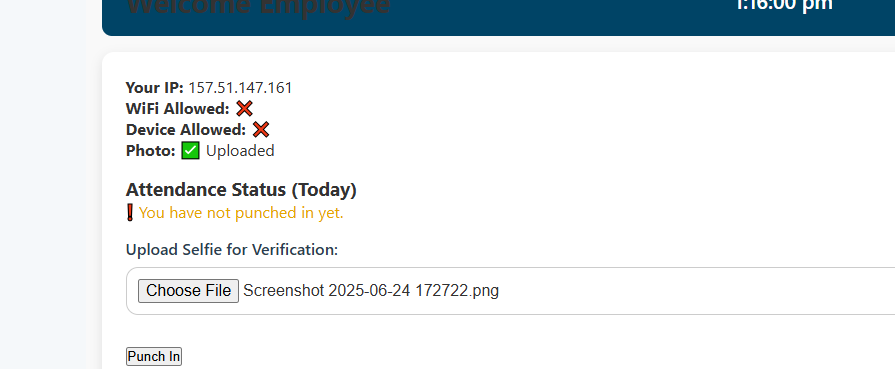 Welcome Employee
1:16:00 pm
Your IP: 157.51.147.161
WiFi Allowed: ❌
Device Allowed: ❌
Photo: ✅ Uploaded
Attendance Status (Today)
❗ You have not punched in yet.
Upload Selfie for Verification:
Choose File Screenshot 2025-06-24 172722.png
Punch In